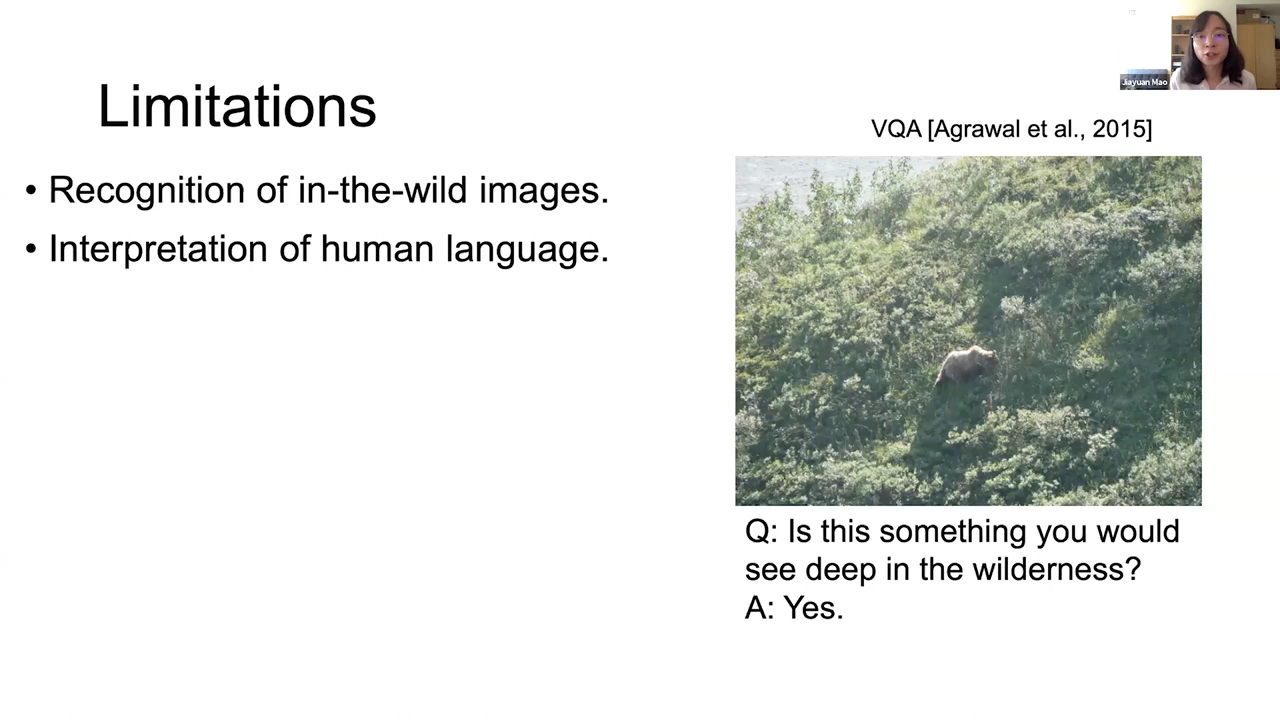 Limitations
• Recognition of in-the-wild images.
• Interpretation of human language.
VQA [Agrawal et al., 2015]
Q: Is this something you would
see deep in the wilderness?
A: Yes.
Jiayuan Mao